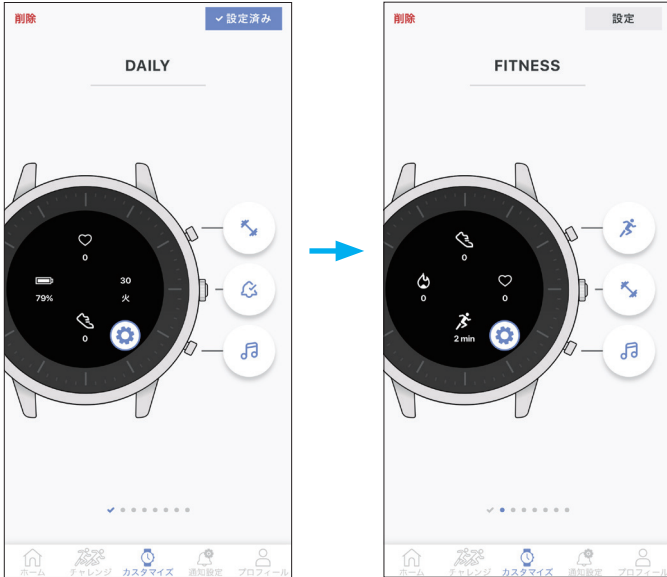 削除
✓設定済み
DAILY
0
79%
30
火
0
ホーム
チャレンジ
カスタマイズ
通知設定
プロフィール
削除
設定
FITNESS
0
0
0
2 min
ホーム
チャレンジ
カスタマイズ
通知設定
プロフィール